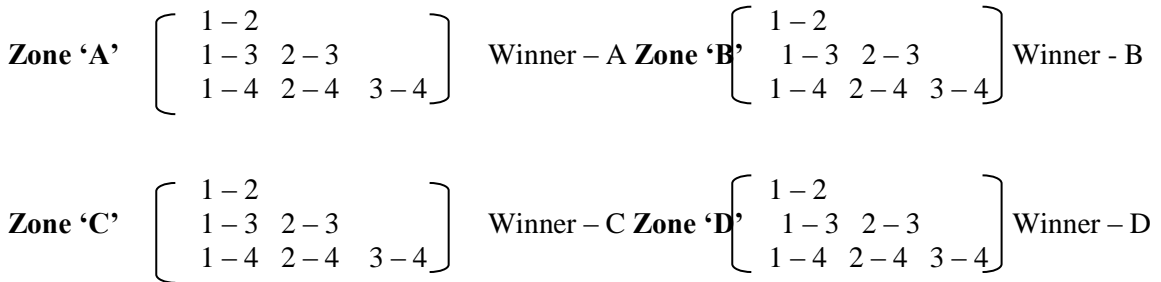 1 – 2 1 – 2
Zone ‘A’ 1 – 3 2 – 3 Winner – A Zone ‘B’ 1 – 3 2 – 3 Winner - B
1 – 4 2 – 4 3 – 4 1 – 4 2 – 4 3 – 4
1 – 2 1 – 2
Zone ‘C’ 1 – 3 2 – 3 Winner – C Zone ‘D’ 1 – 3 2 – 3 Winner – D
1 – 4 2 – 4 3 – 4 1 – 4 2 – 4 3 – 4